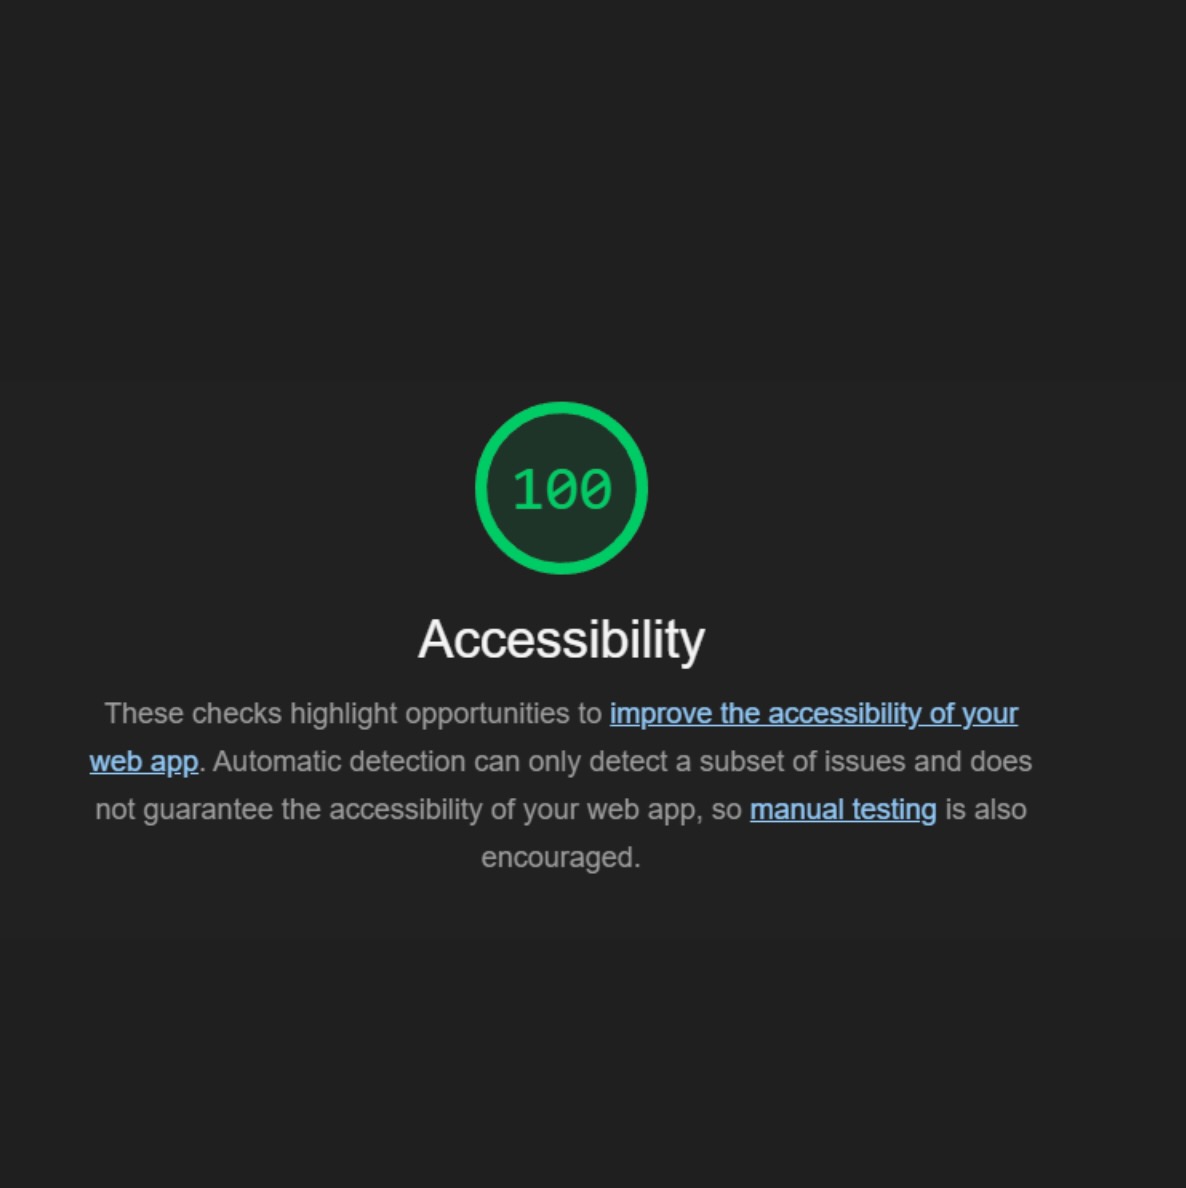 100
Accessibility
These checks highlight opportunities to improve the accessibility of your
web app. Automatic detection can only detect a subset of issues and does
not guarantee the accessibility of your web app, so manual testing is also
encouraged.